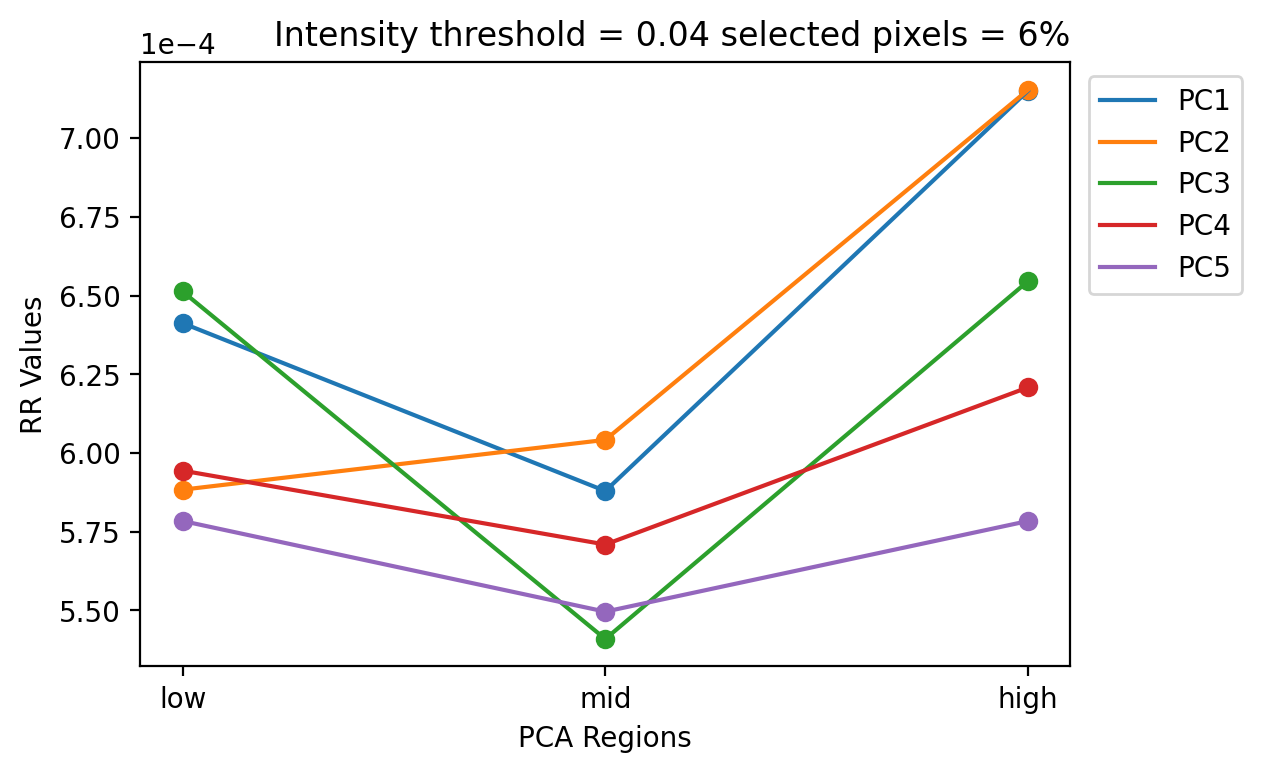 Intensity threshold = 0.04 selected pixels = 6%
1e−4
7.00
6.75
6.50
6.25
6.00
5.75
5.50
RR Values
low mid high
PCA Regions
PC1
PC2
PC3
PC4
PC5